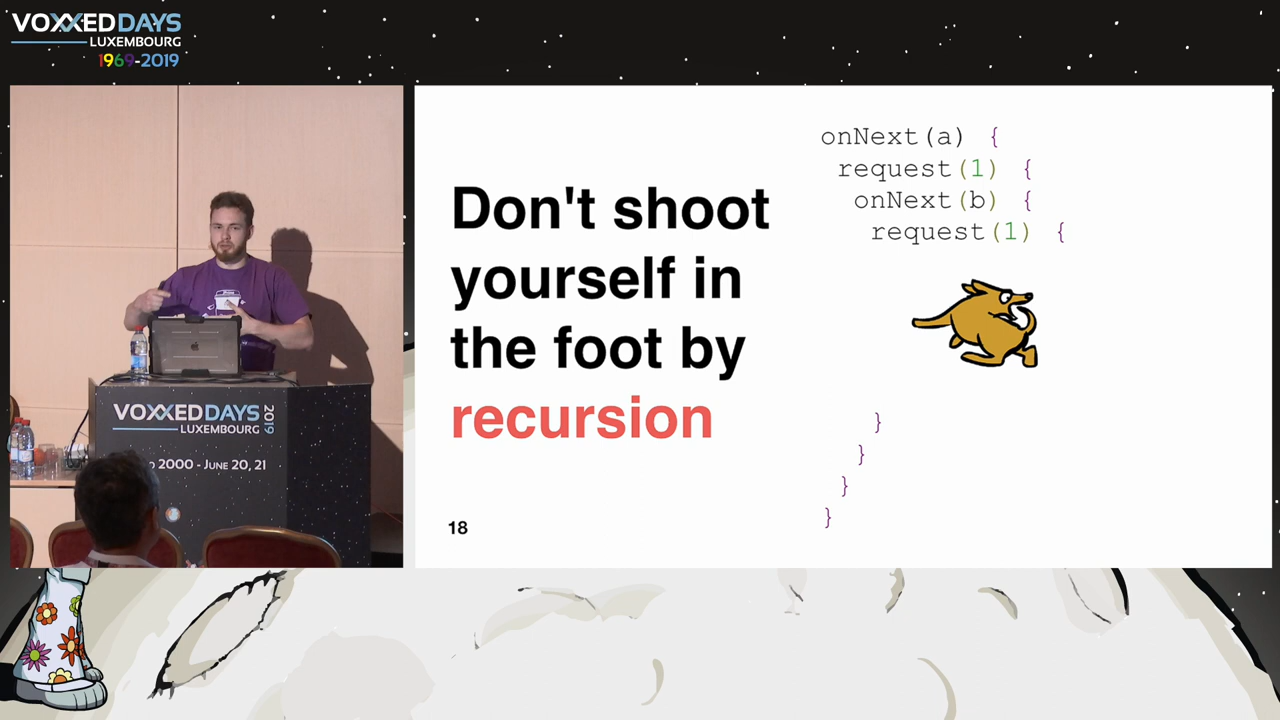 VOXXEDDAYS
LUXEMBOURG
1969-2019
Don't shoot
yourself in
the foot by
recursion
18
onNext(a) {
request(1) {
onNext(b) {
request(1) {
}
}
}
}
VOXXEDDAYS 2019
LUXEMBOURG
2000 - JUNE 20, 21